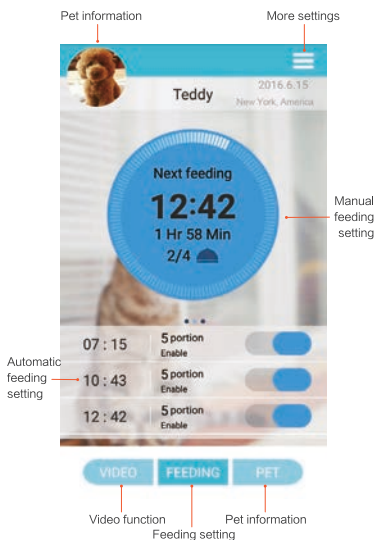 Pet information
More settings
Teddy
2016.6.15
New York, America
Next feeding
12:42
1 Hr 58 Min
2/4
Manual
feeding
setting
07 : 15
5 portion
Enable
Automatic
feeding
setting
10 : 43
5 portion
Enable
12 : 42
5 portion
Enable
VIDEO
FEEDING
PET
Video function
Feeding setting
Pet information